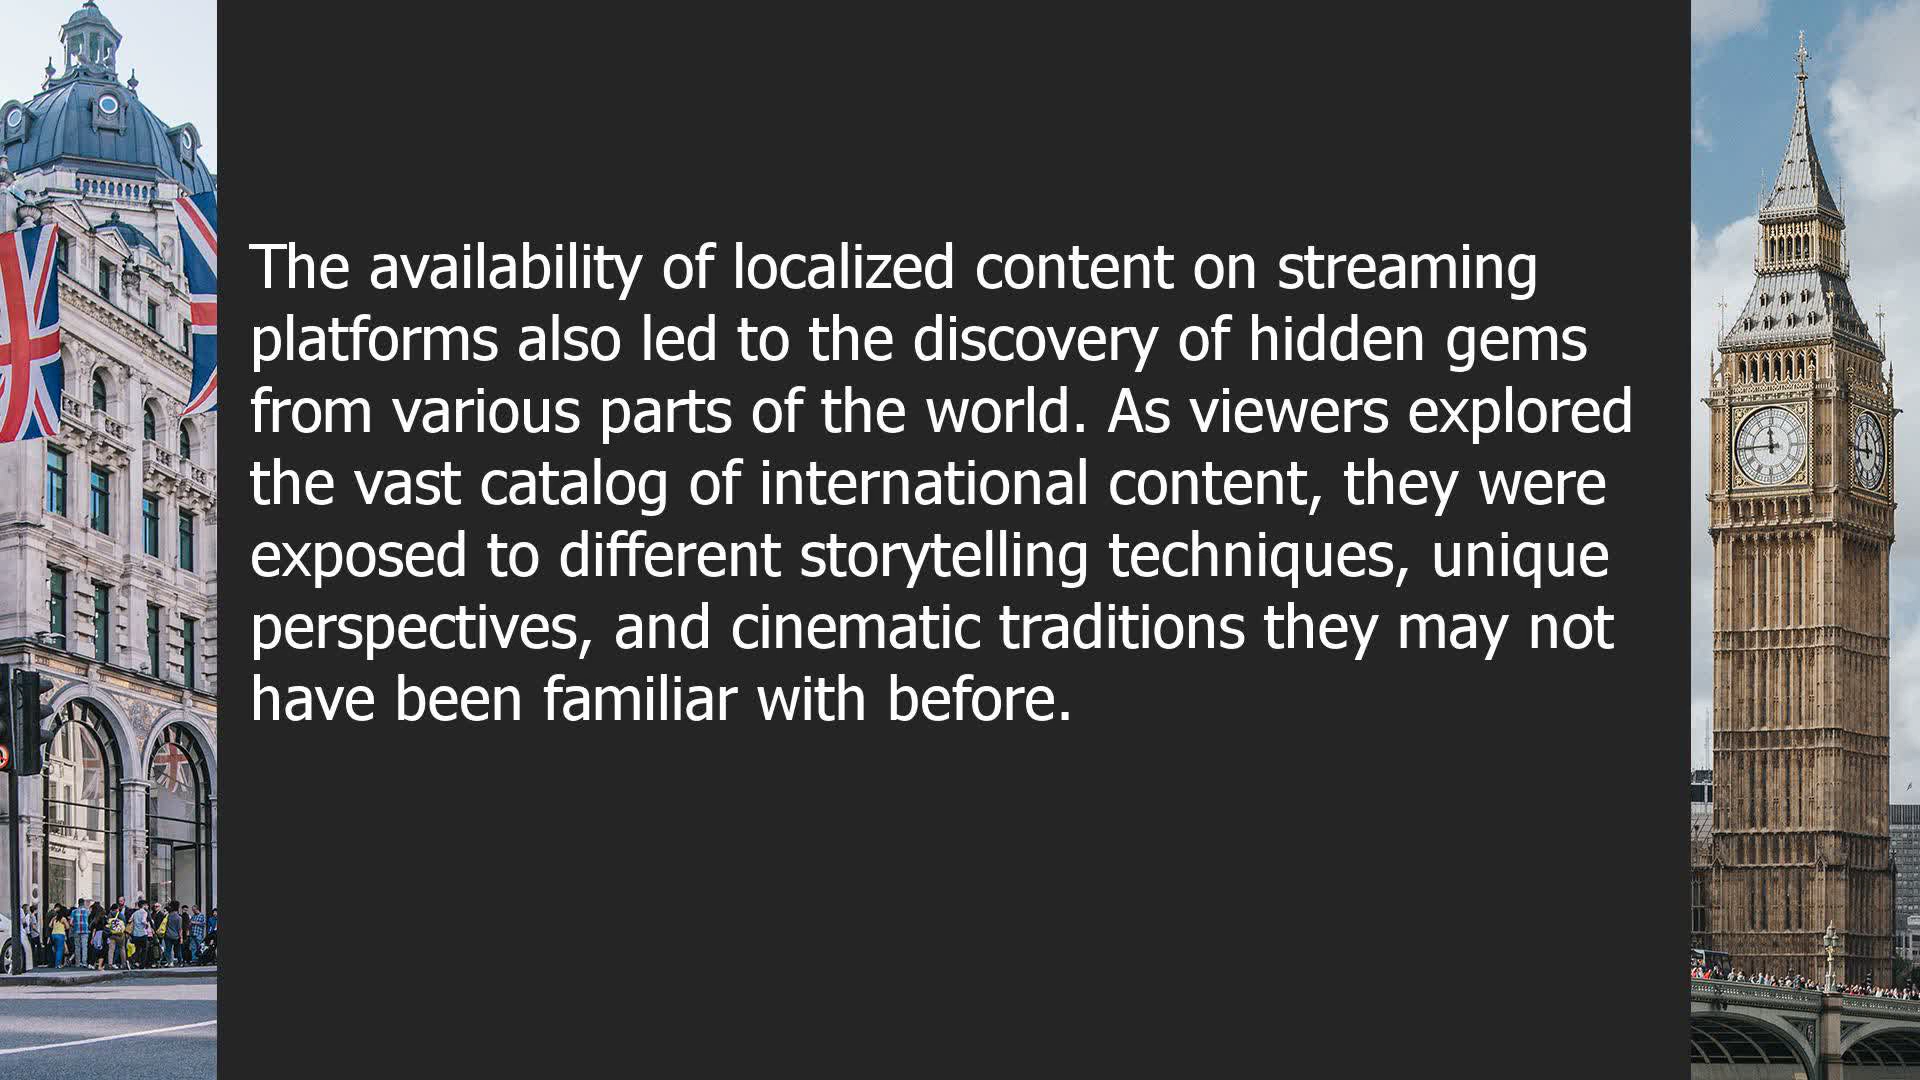 The availability of localized content on streaming
platforms also led to the discovery of hidden gems
from various parts of the world. As viewers explored
the vast catalog of international content, they were
exposed to different storytelling techniques, unique
perspectives, and cinematic traditions they may not
have been familiar with before.